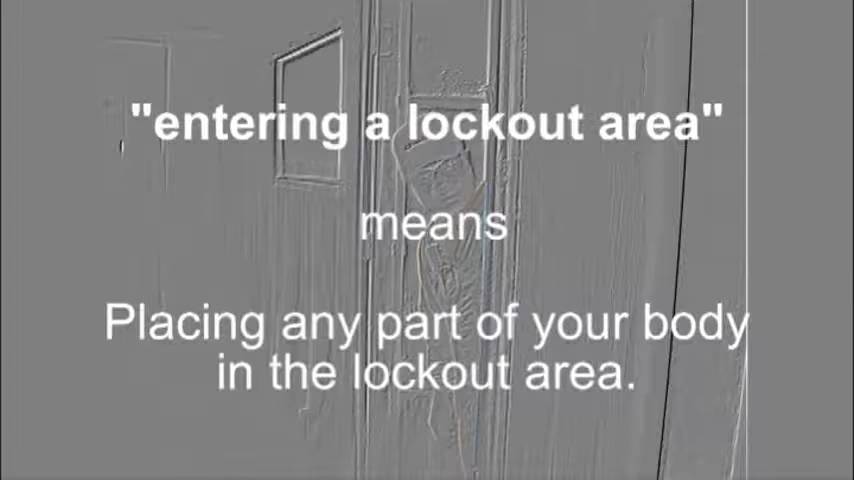 "entering a lockout area"
means
Placing any part of your body
in the lockout area.